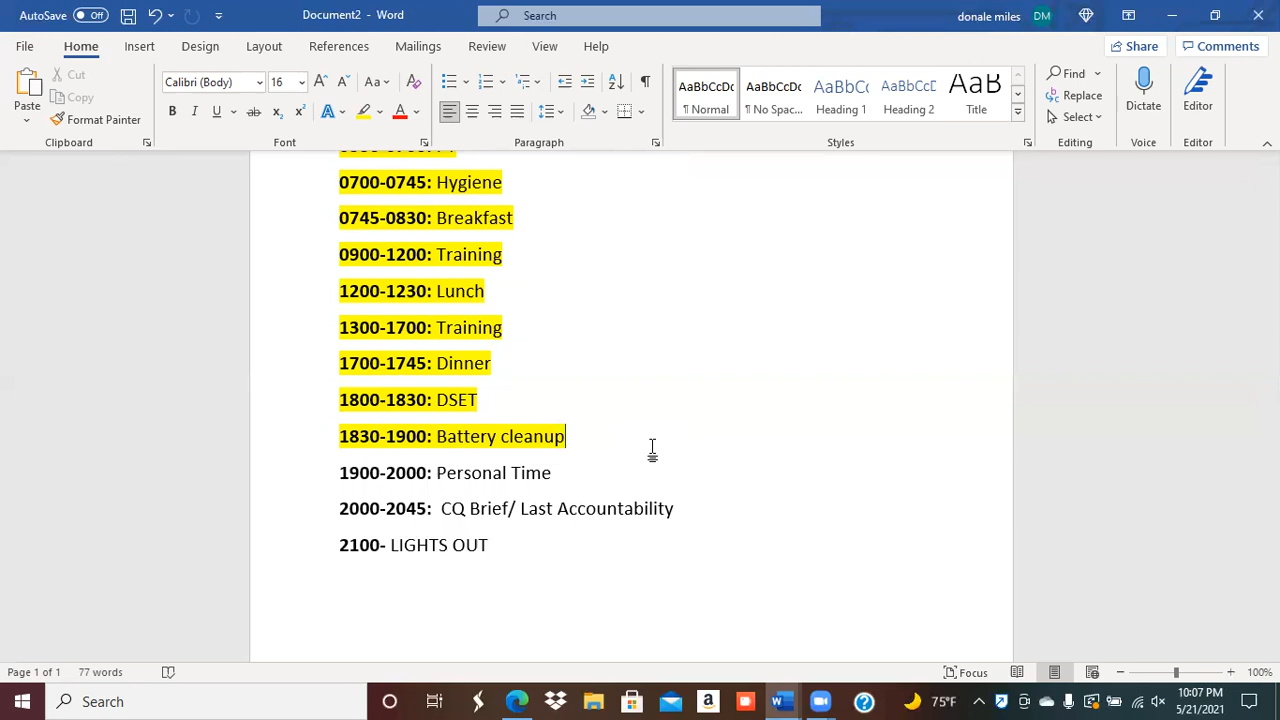 AutoSave Off Document2 - Word Search donale miles DM
File Home Insert Design Layout References Mailings Review View Help Share Comments
Paste Cut Copy Format Painter
Clipboard
Calibri (Body) 16
Font
Paragraph
AaBbCcDc AaBbCcDc AaBbCc AaBbCcD AaB
¶ Normal ¶ No Spac... Heading 1 Heading 2 Title
Styles
Find Replace Select
Editing
Dictate
Voice
Editor
Editor
0700-0745: Hygiene
0745-0830: Breakfast
0900-1200: Training
1200-1230: Lunch
1300-1700: Training
1700-1745: Dinner
1800-1830: DSET
1830-1900: Battery cleanup
1900-2000: Personal Time
2000-2045: CQ Brief/ Last Accountability
2100- LIGHTS OUT
Page 1 of 1 77 words Focus 100%
Search 75°F 10:07 PM
5/21/2021